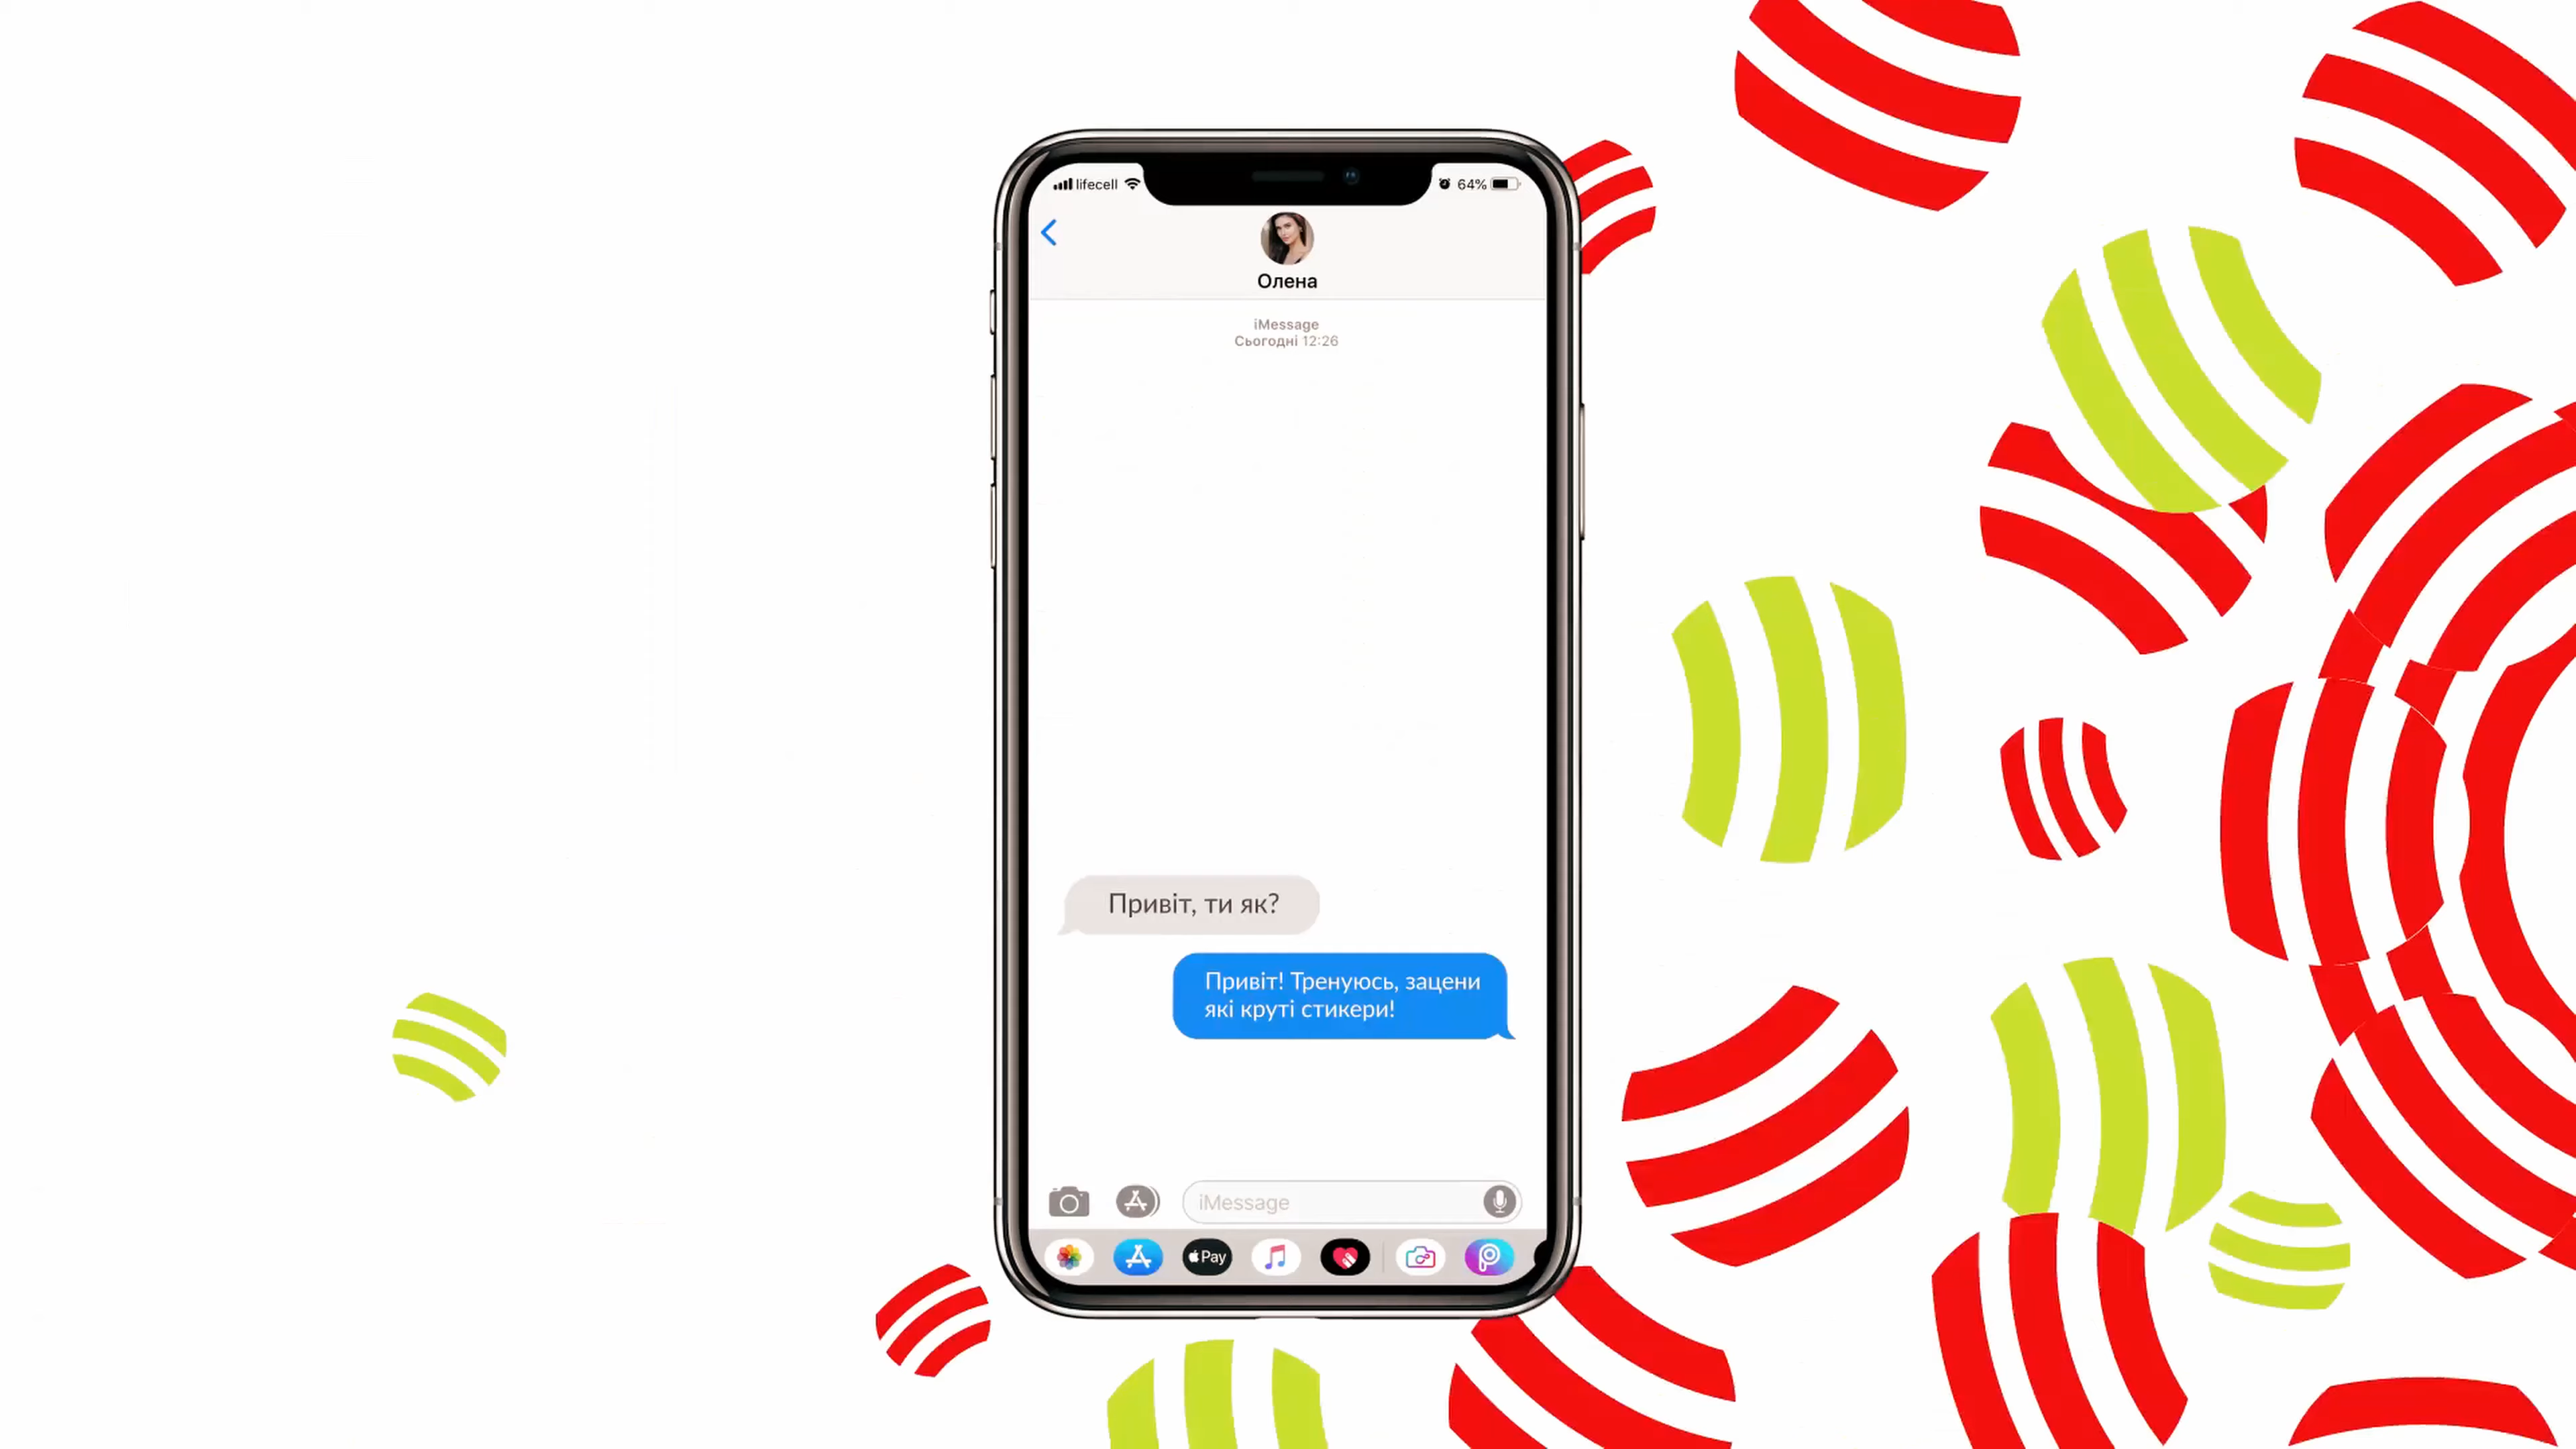 lifecell
64%
Олена
iMessage
Сьогодні 12:26
Привіт, ти як?
Привіт! Тренуюсь, зацени
які круті стикери!
iMessage
Pay